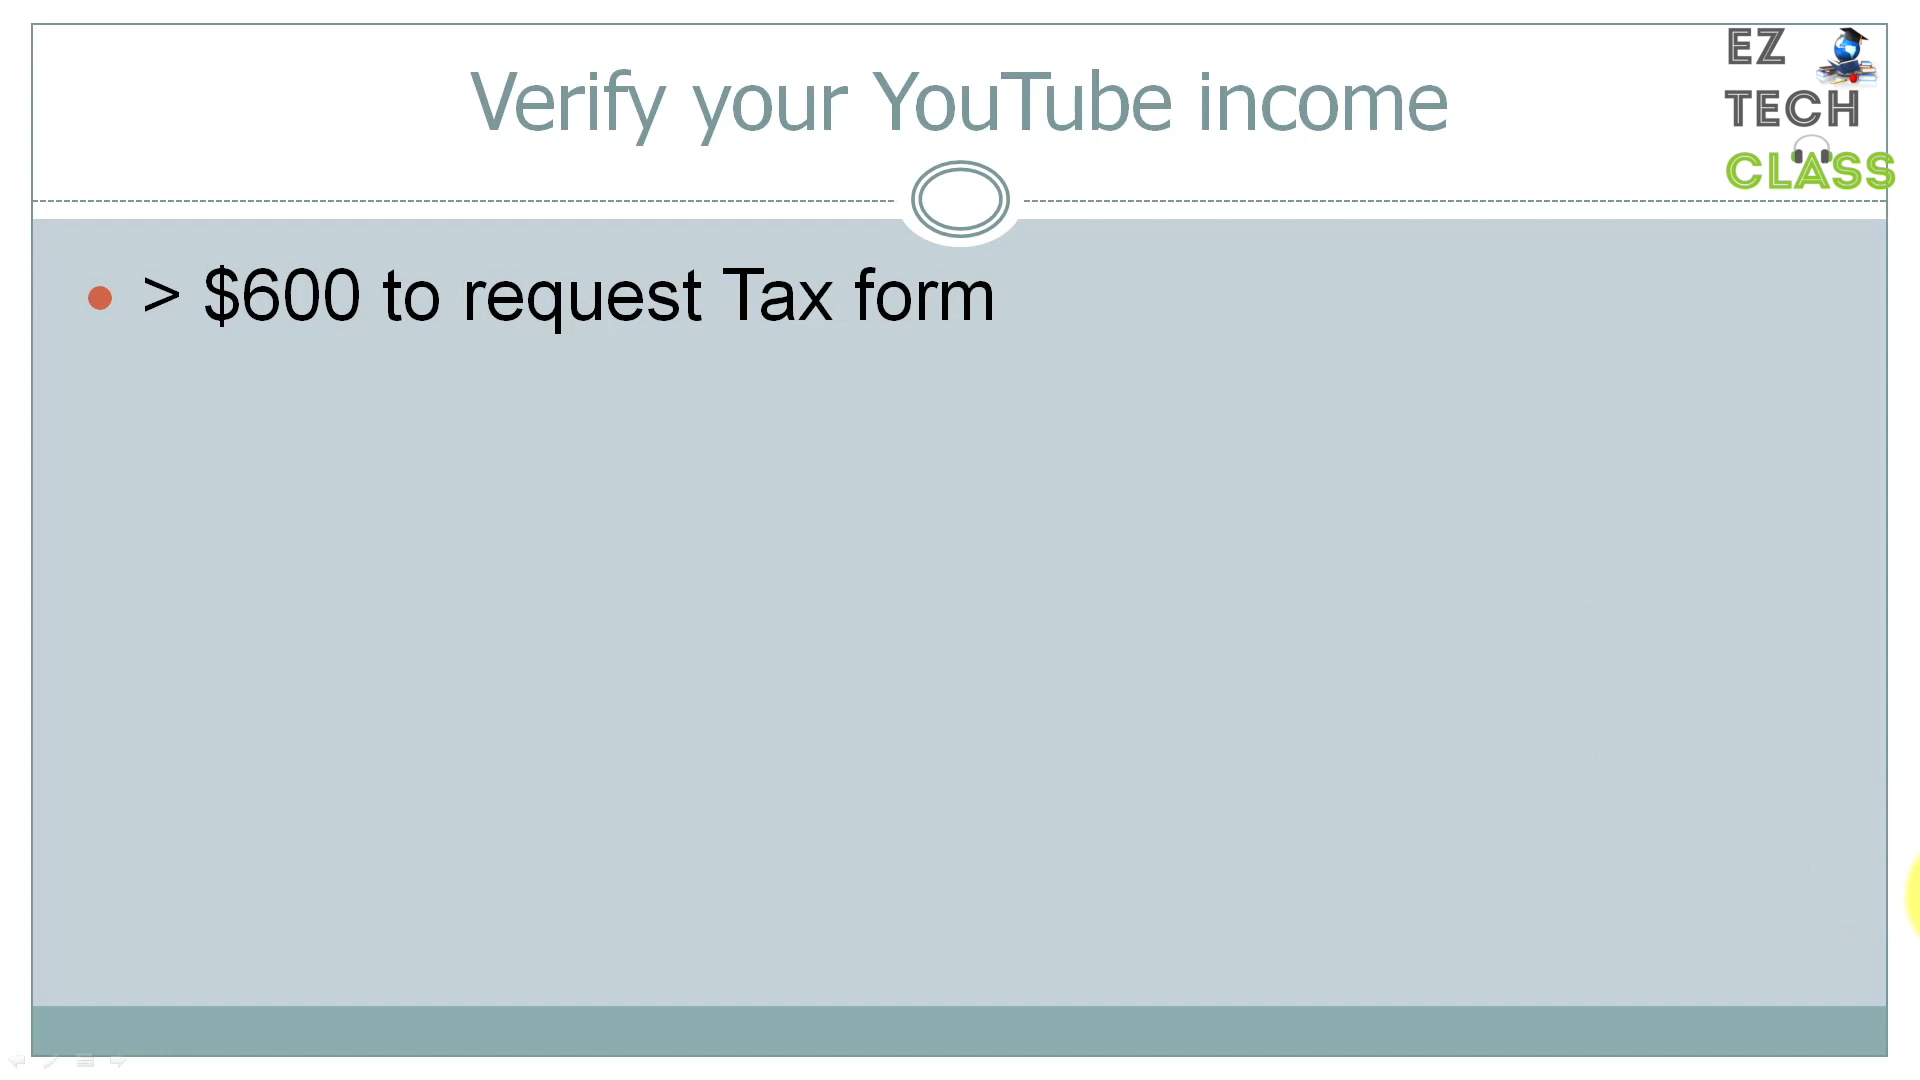 Verify your YouTube income
EZ
TECH
CLASS
> $600 to request Tax form